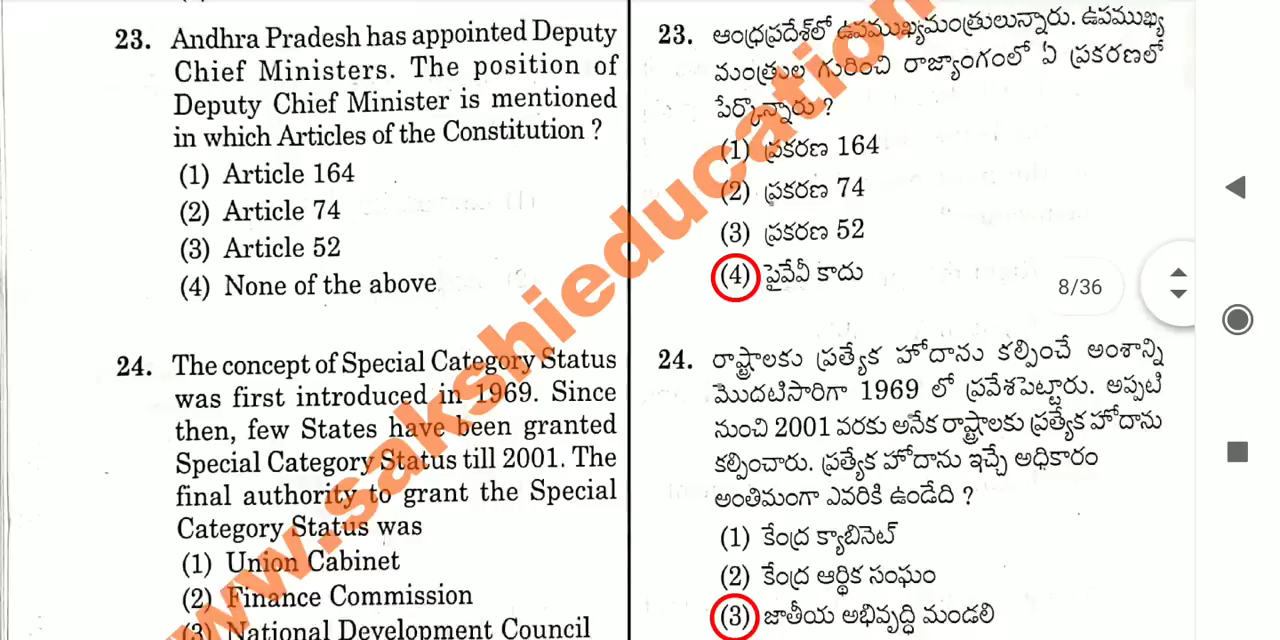 23. Andhra Pradesh has appointed Deputy
Chief Ministers. The position of
Deputy Chief Minister is mentioned
in which Articles of the Constitution ?
(1) Article 164
(2) Article 74
(3) Article 52
(4) None of the above
24. The concept of Special Category Status
was first introduced in 1969. Since
then, few States have been granted
Special Category Status till 2001. The
final authority to grant the Special
Category Status was
(1) Union Cabinet
(2) Finance Commission
(3) National Development Council
23. ఆంధ్రప్రదేశ్‌లో ఉపముఖ్యమంత్రులున్నారు. ఉపముఖ్య
మంత్రుల గురించి రాజ్యాంగంలో ఏ ప్రకరణలో
పేర్కొన్నారు ?
(1) ప్రకరణ 164
(2) ప్రకరణ 74
(3) ప్రకరణ 52
(4) పైవేవీ కాదు
24. రాష్ట్రాలకు ప్రత్యేక హోదాను కల్పించే అంశాన్ని
మొదటిసారిగా 1969 లో ప్రవేశపెట్టారు. అప్పటి
నుంచి 2001 వరకు అనేక రాష్ట్రాలకు ప్రత్యేక హోదాను
కల్పించారు. ప్రత్యేక హోదాను ఇచ్చే అధికారం
అంతిమంగా ఎవరికి ఉండేది ?
(1) కేంద్ర క్యాబినెట్
(2) కేంద్ర ఆర్థిక సంఘం
(3) జాతీయ అభివృద్ధి మండలి
8/36
www.sakshieducation